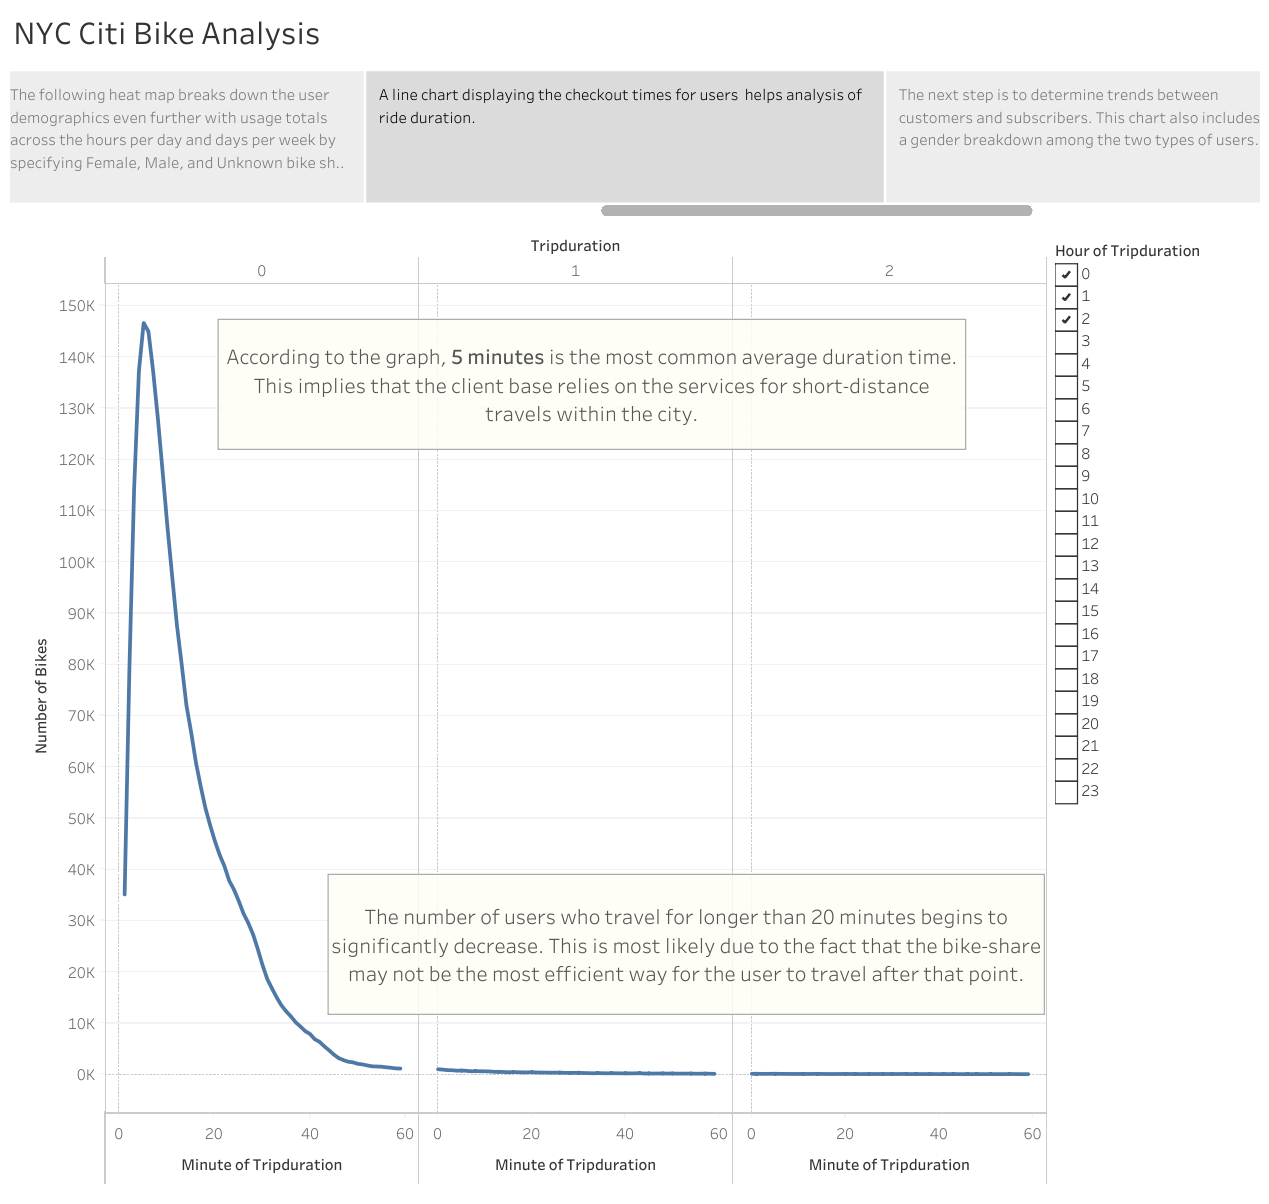 NYC Citi Bike Analysis
The following heat map breaks down the user
demographics even further with usage totals
across the hours per day and days per week by
specifying Female, Male, and Unknown bike sh..
A line chart displaying the checkout times for users  helps analysis of
ride duration.
The next step is to determine trends between
customers and subscribers. This chart also includes
a gender breakdown among the two types of users.
Tripduration
0 1 2
150K
140K
130K
120K
110K
100K
90K
80K
70K
60K
50K
40K
30K
20K
10K
0K
Number of Bikes
According to the graph, 5 minutes is the most common average duration time.
This implies that the client base relies on the services for short-distance
travels within the city.
The number of users who travel for longer than 20 minutes begins to
significantly decrease. This is most likely due to the fact that the bike-share
may not be the most efficient way for the user to travel after that point.
0 20 40 60 0 20 40 60 0 20 40 60
Minute of Tripduration Minute of Tripduration Minute of Tripduration
Hour of Tripduration
0
1
2
3
4
5
6
7
8
9
10
11
12
13
14
15
16
17
18
19
20
21
22
23